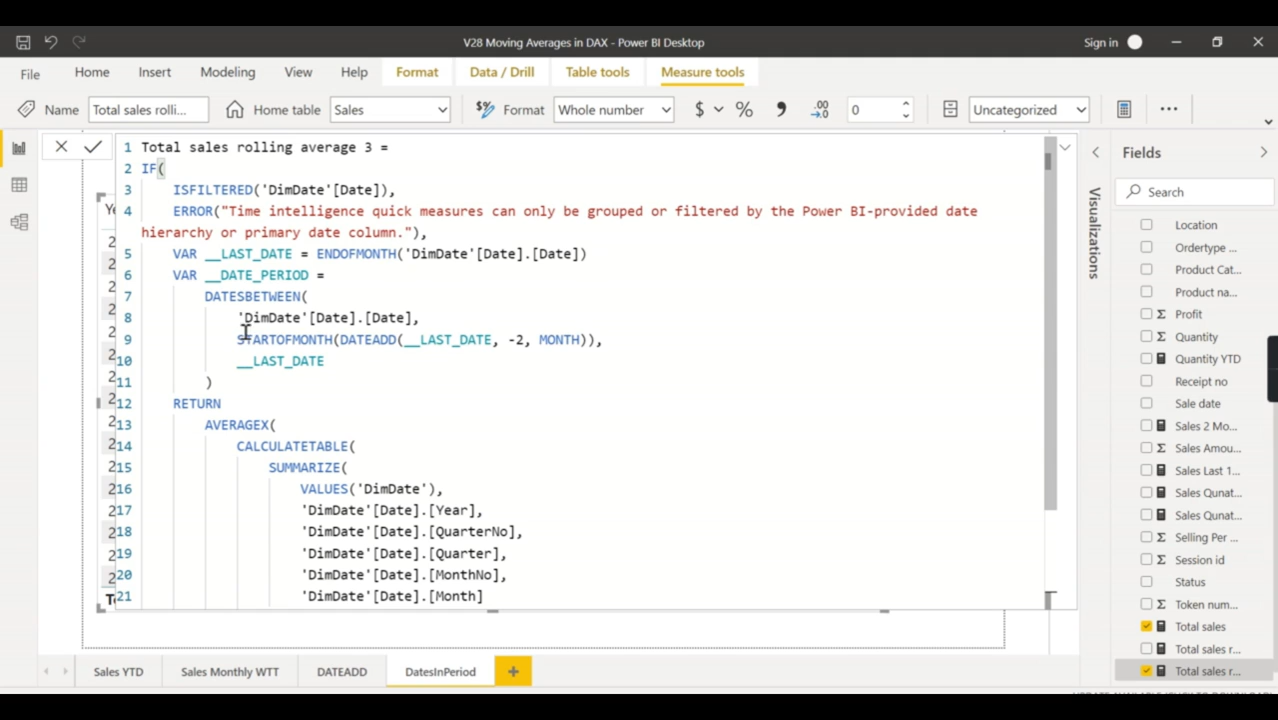 V28 Moving Averages in DAX - Power BI Desktop
Sign in
File Home Insert Modeling View Help Format Data / Drill Table tools Measure tools
Name Total sales rolli... Home table Sales Format Whole number $ % , .00 0 Uncategorized ...
1 Total sales rolling average 3 =
2 IF(
3 ISFILTERED('DimDate'[Date]),
4 ERROR("Time intelligence quick measures can only be grouped or filtered by the Power BI-provided date
hierarchy or primary date column."),
5 VAR __LAST_DATE = ENDOFMONTH('DimDate'[Date].[Date])
6 VAR __DATE_PERIOD =
7 DATESBETWEEN(
8 'DimDate'[Date].[Date],
9 STARTOFMONTH(DATEADD(__LAST_DATE, -2, MONTH)),
10 __LAST_DATE
11 )
12 RETURN
13 AVERAGEX(
14 CALCULATETABLE(
15 SUMMARIZE(
16 VALUES('DimDate'),
17 'DimDate'[Date].[Year],
18 'DimDate'[Date].[QuarterNo],
19 'DimDate'[Date].[Quarter],
20 'DimDate'[Date].[MonthNo],
21 'DimDate'[Date].[Month]
Visualizations
Fields
Search
Location
Ordertype ...
Product Cat...
Product na...
Profit
Quantity
Quantity YTD
Receipt no
Sale date
Sales 2 Mo...
Sales Amou...
Sales Last 1...
Sales Qunat...
Sales Qunat...
Selling Per ...
Session id
Status
Token num...
Total sales
Total sales r...
Total sales r...
Sales YTD Sales Monthly WTT DATEADD DatesInPeriod +